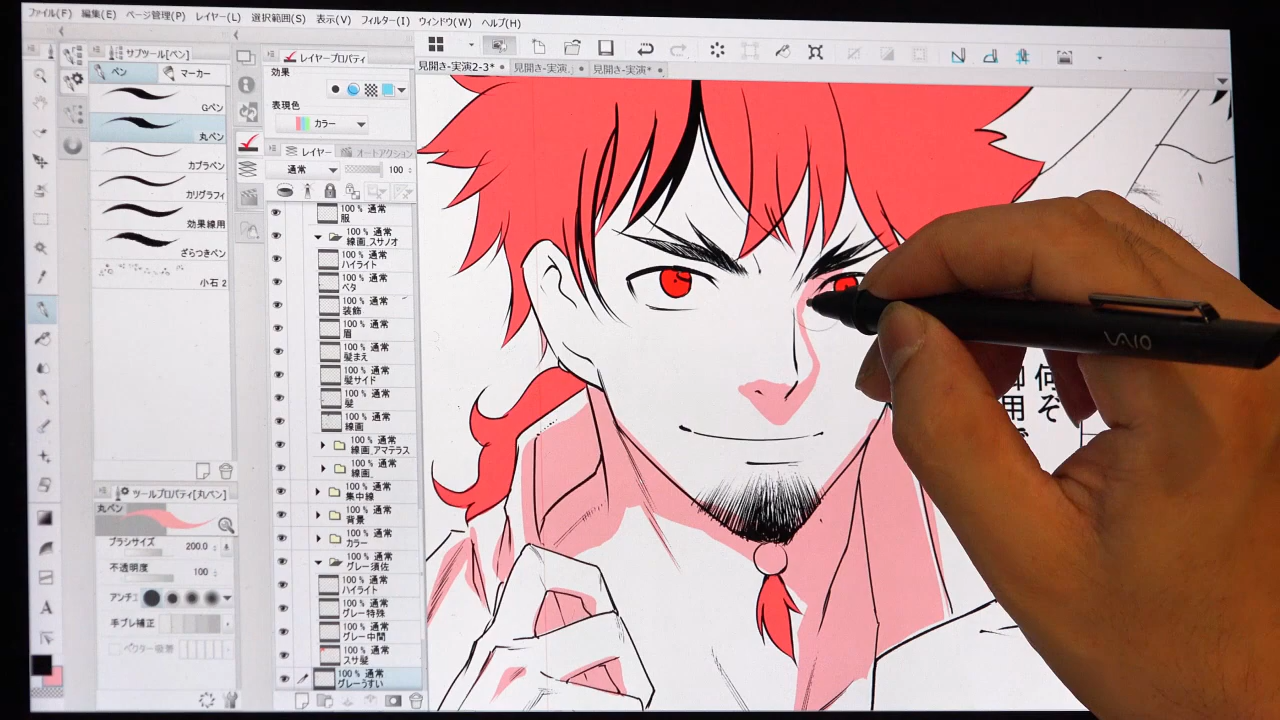 ファイル(F) 編集(E) ページ管理(P) レイヤー(L) 選択範囲(S) 表示(V) フィルター(I) ウィンドウ(W) ヘルプ(H)
サブツール[ペン]
ペン マーカー
Gペン
丸ペン
カブラペン
カリグラフィ
効果線用
ざらつきペン
小石 2
ツールプロパティ[丸ペン]
丸ペン
ブラシサイズ 200.0
不透明度 100
アンチ
手ブレ補正
ベクター吸着
レイヤープロパティ
効果
表現色
カラー
レイヤー オートアクション
通常 100
100 % 通常
服
100 % 通常
線画_スサノオ
100 % 通常
ハイライト
100 % 通常
ベタ
100 % 通常
装飾
100 % 通常
眉
100 % 通常
髪まえ
100 % 通常
髪サイド
100 % 通常
髪
100 % 通常
線画
100 % 通常
線画_アマテラス
100 % 通常
線画_
100 % 通常
集中線
100 % 通常
背景
100 % 通常
カラー
100 % 通常
グレー須佐
100 % 通常
ハイライト
100 % 通常
グレー特殊
100 % 通常
グレー中間
100 % 通常
スサ髪
100 % 通常
グレーうすい
見開き-実演2-3* 見開き-実演. 見開き-実演*
VAIO
何ぞ